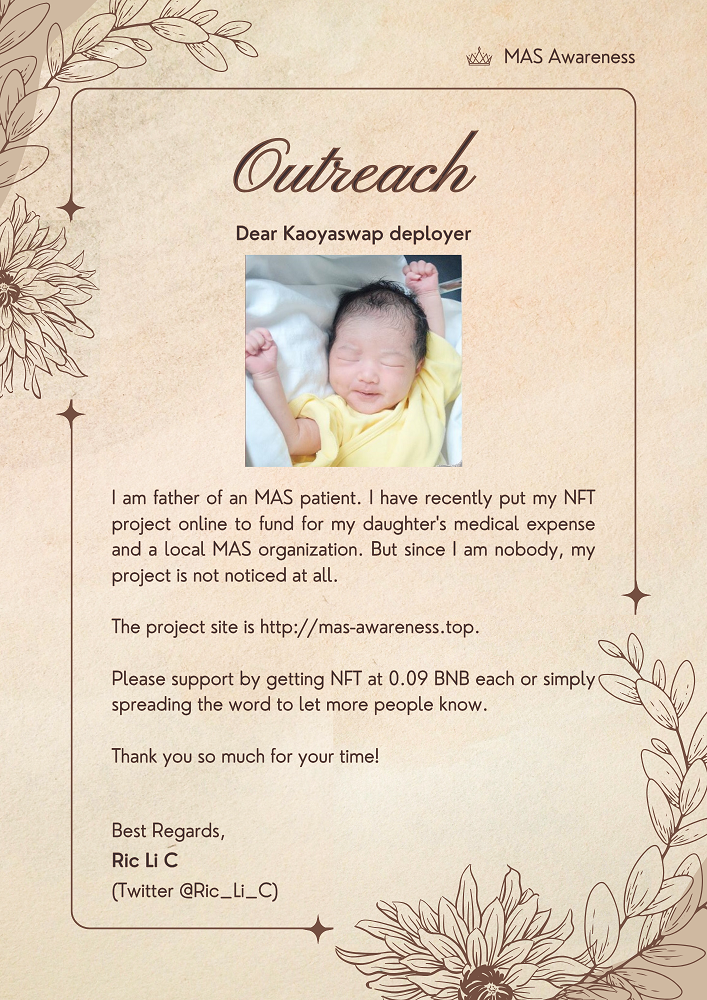 MAS Awareness
Outreach
Dear Kaoyaswap deployer
I am father of an MAS patient. I have recently put my NFT
project online to fund for my daughter's medical expense
and a local MAS organization. But since I am nobody, my
project is not noticed at all.
The project site is http://mas-awareness.top.
Please support by getting NFT at 0.09 BNB each or simply
spreading the word to let more people know.
Thank you so much for your time!
Best Regards,
Ric Li C
(Twitter @Ric_Li_C)